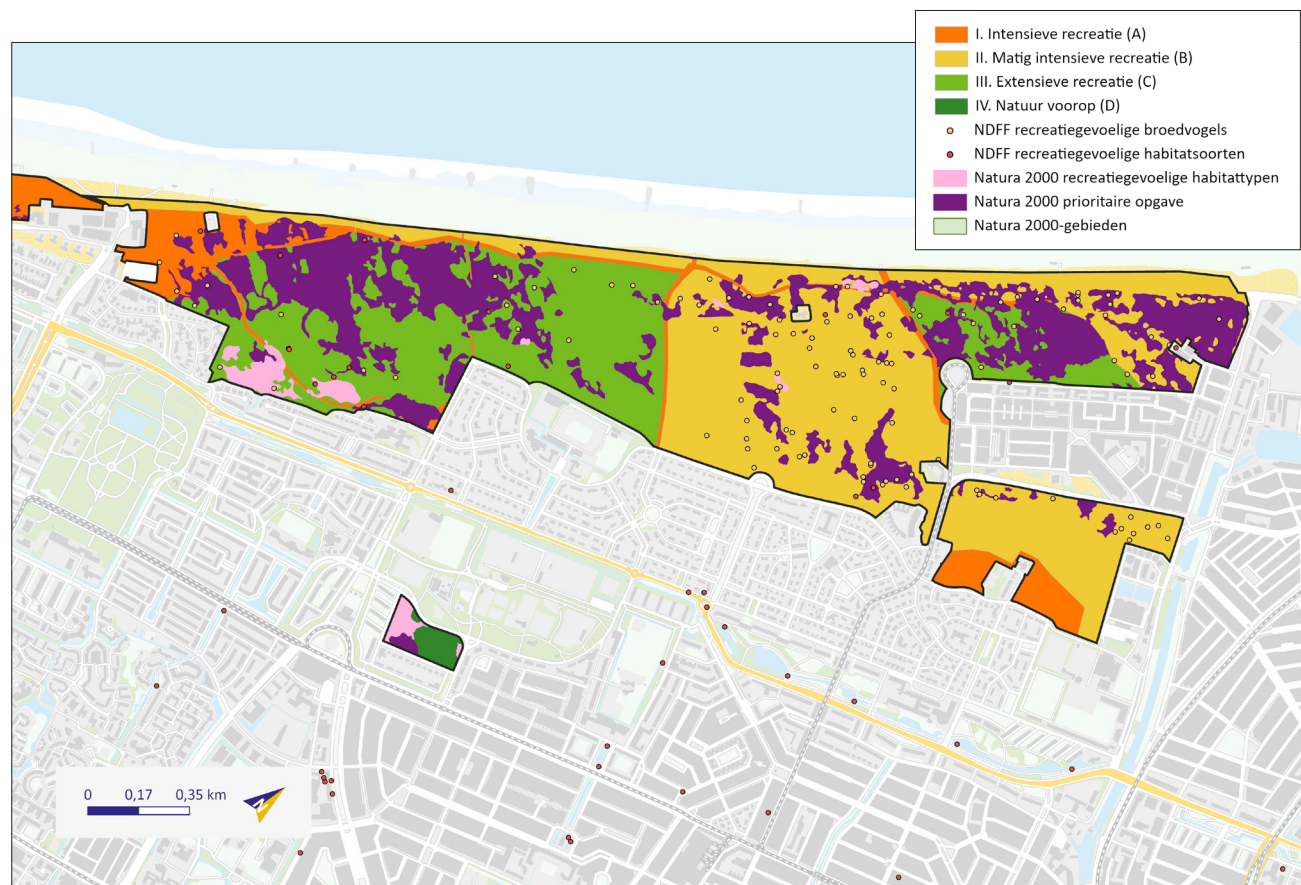 I. Intensieve recreatie (A)
II. Matig intensieve recreatie (B)
III. Extensieve recreatie (C)
IV. Natuur voorop (D)
NDFF recreatiegevoelige broedvogels
NDFF recreatiegevoelige habitatsoorten
Natura 2000 recreatiegevoelige habitattypen
Natura 2000 prioritaire opgave
Natura 2000-gebieden
0 0,17 0,35 km
N